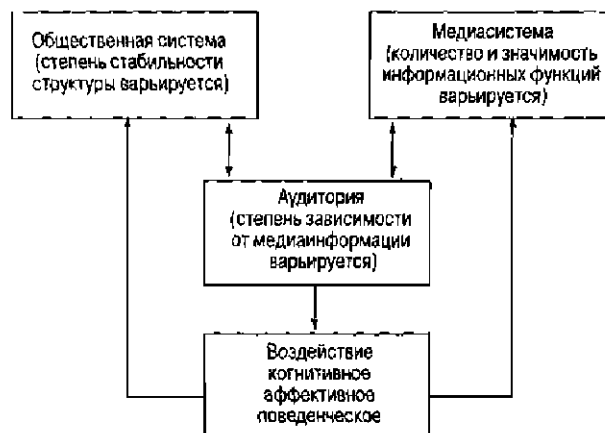 Общественная система
(степень стабильности
структуры варьируется)
Медиасистема
(количество и значимость
информационных функций
варьируется)
Аудитория
(степень зависимости
от медиаинформации
варьируется)
Воздействие
когнитивное
аффективное
поведенческое